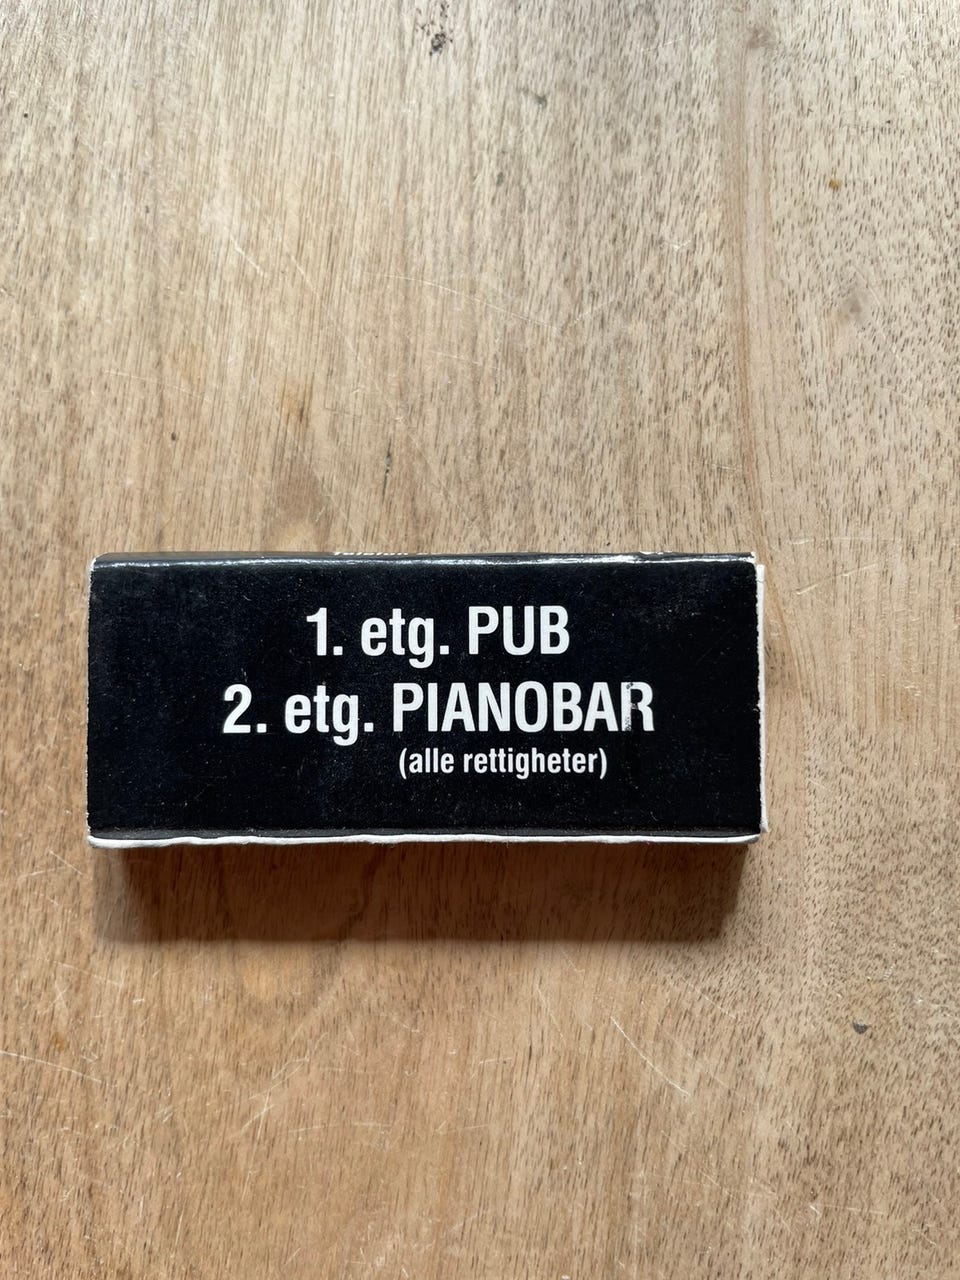 1. etg. PUB
2. etg. PIANOBAR
(alle rettigheter)